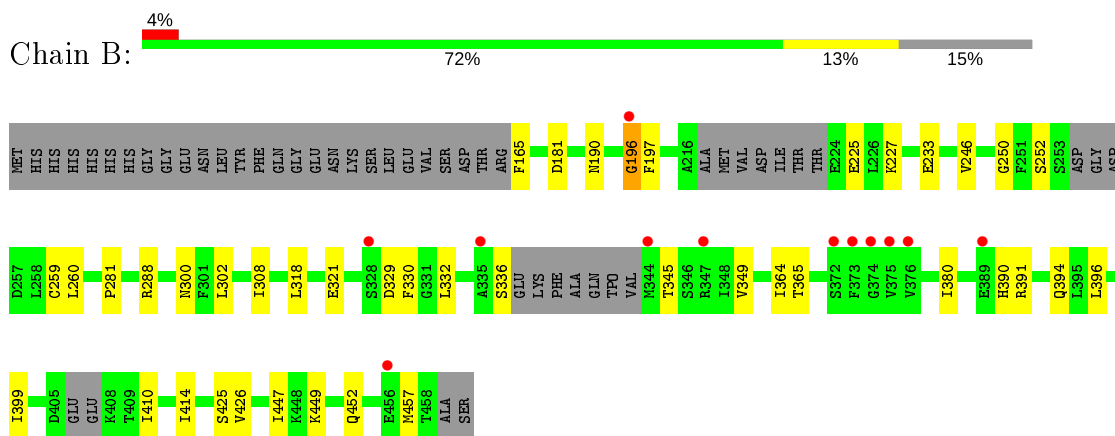 4%
Chain B:
72% 13% 15%
MET HIS HIS HIS HIS HIS HIS GLY GLY GLU ASN LEU TYR PHE GLN GLY GLU ASN LYS SER LEU GLU VAL SER ASP THR ARG F165 D181 N190 G196 F197 A216 ALA MET VAL ASP ILE THR THR E224 E225 L226 K227 E233 V246 G250 F251 S252 S253 ASP GLY ASP
D257 L258 C259 L260 P281 R288 N300 F301 L302 I308 L318 E321 S328 D329 F330 G331 L332 A335 S336 GLU LYS PHE ALA GLN TPO VAL M344 T345 S346 R347 I348 V349 I364 T365 S372 F373 G374 V375 V376 I380 E389 H390 R391 Q394 L395 L396
I399 D405 GLU GLU K408 T409 I410 I414 S425 V426 I447 K448 K449 Q452 E456 M457 T458 ALA SER